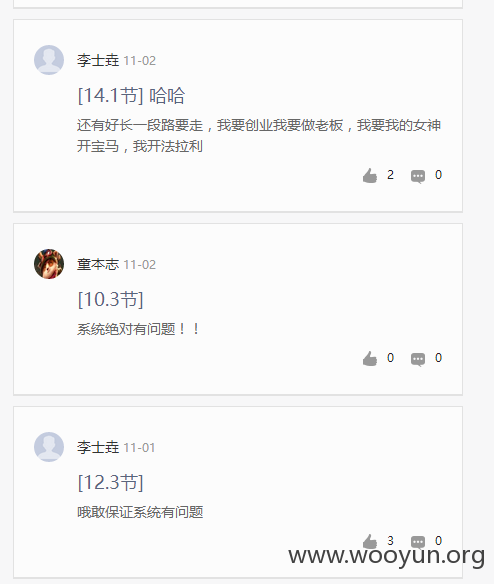 李士垚 11-02
[14.1节] 哈哈
还有好长一段路要走，我要创业我要做老板，我要我的女神
开宝马，我开法拉利
2 0
童本志 11-02
[10.3节]
系统绝对有问题！！
0 0
李士垚 11-01
[12.3节]
哦敢保证系统有问题
3 0
www.wooyun.org